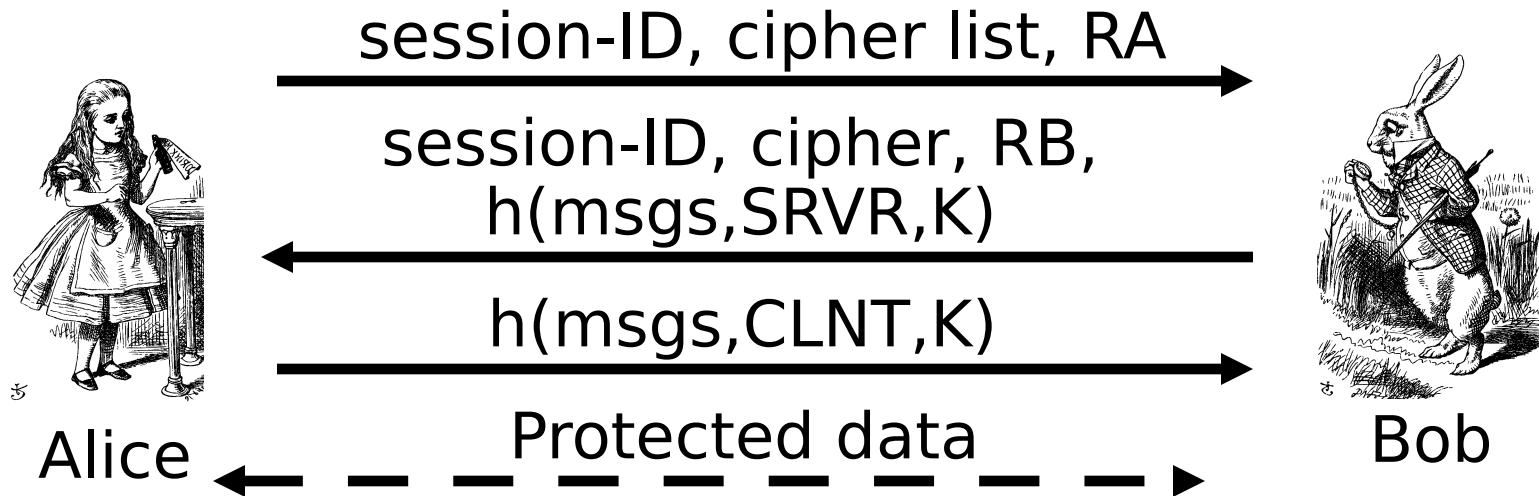 session-ID, cipher list, RA
session-ID, cipher, RB,
h(msgs,SRVR,K)
h(msgs,CLNT,K)
Protected data
Alice
Bob